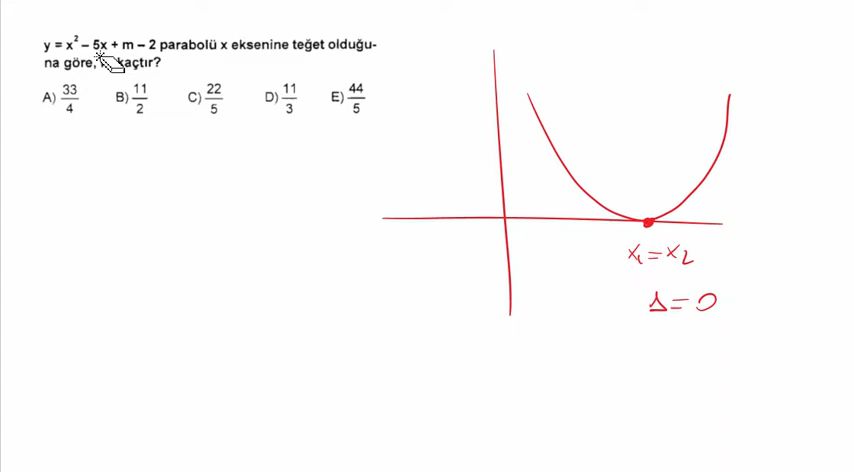 y = x² – 5x + m – 2 parabolü x eksenine teğet olduğu-
na göre, kaçtır?
A) 33/4 B) 11/2 C) 22/5 D) 11/3 E) 44/5
x₁ = x₂
Δ = 0